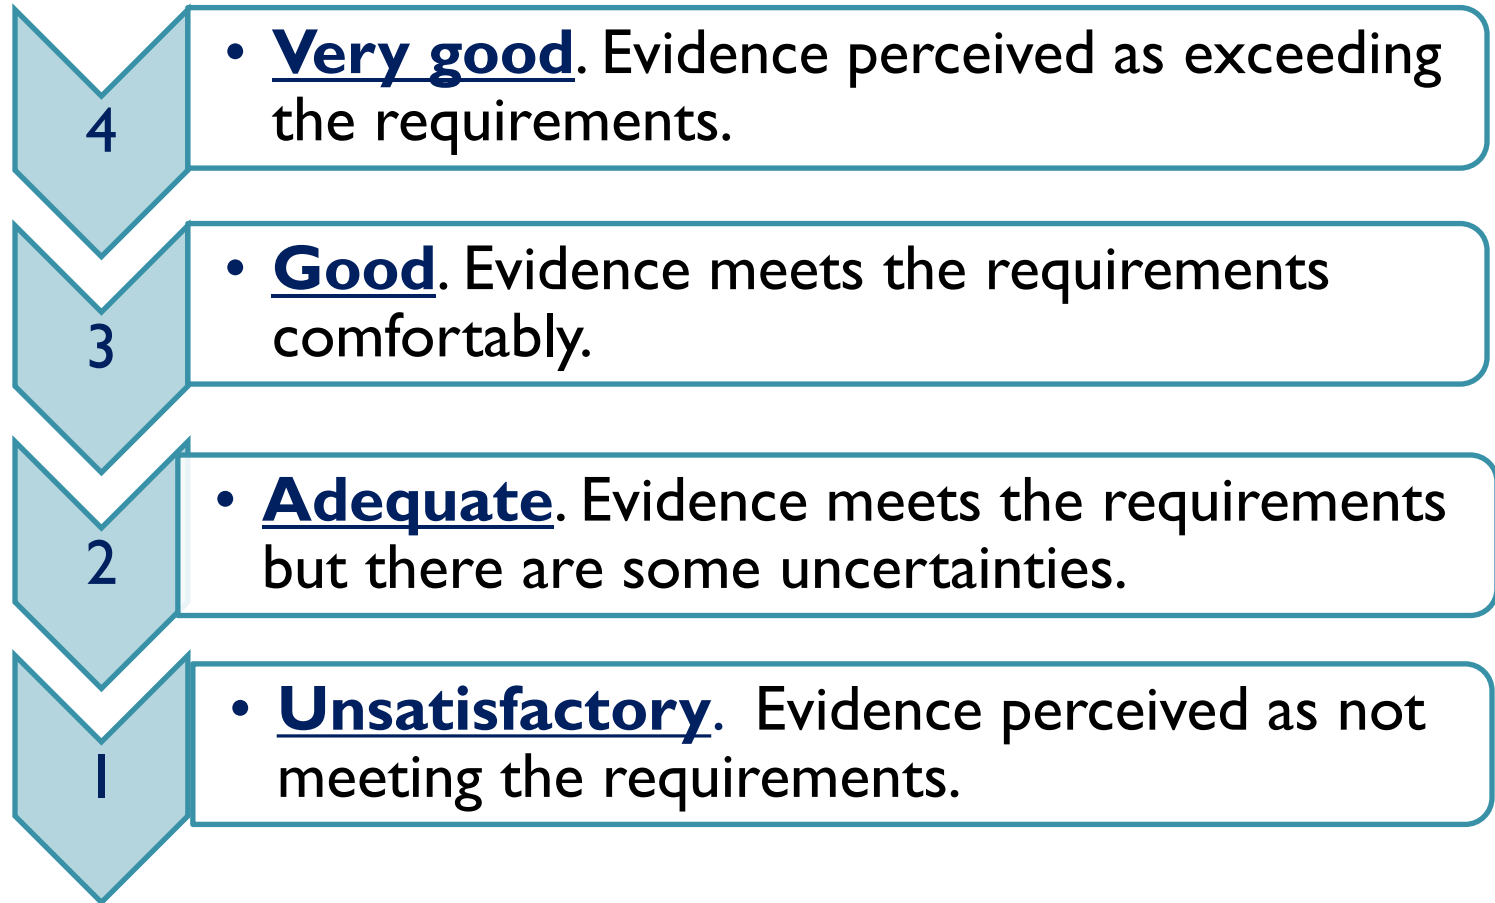 4
• Very good. Evidence perceived as exceeding
the requirements.
3
• Good. Evidence meets the requirements
comfortably.
2
• Adequate. Evidence meets the requirements
but there are some uncertainties.
1
• Unsatisfactory.  Evidence perceived as not
meeting the requirements.